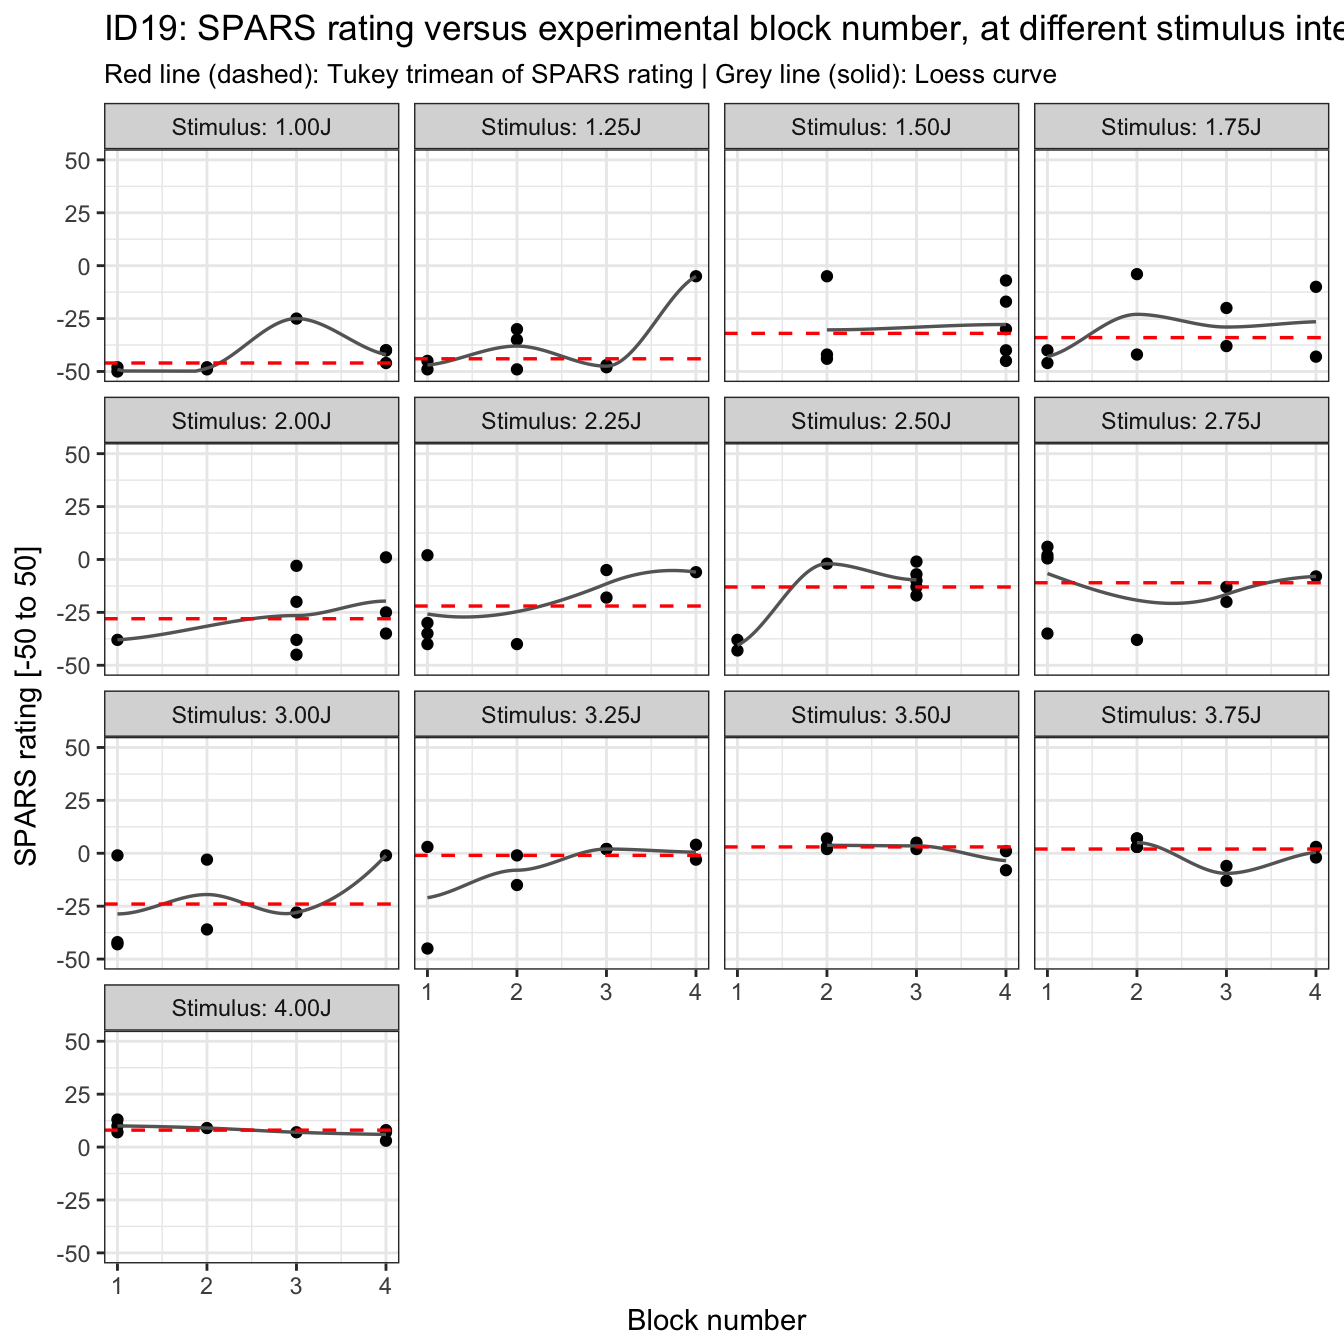 ID19: SPARS rating versus experimental block number, at different stimulus inte
Red line (dashed): Tukey trimean of SPARS rating | Grey line (solid): Loess curve
Stimulus: 1.00J
Stimulus: 1.25J
Stimulus: 1.50J
Stimulus: 1.75J
50
25
0
-25
-50
Stimulus: 2.00J
Stimulus: 2.25J
Stimulus: 2.50J
Stimulus: 2.75J
50
25
0
-25
-50
SPARS rating [-50 to 50]
Stimulus: 3.00J
Stimulus: 3.25J
Stimulus: 3.50J
Stimulus: 3.75J
50
25
0
-25
-50
1 2 3 4
1 2 3 4
1 2 3 4
Stimulus: 4.00J
50
25
0
-25
-50
1 2 3 4
Block number